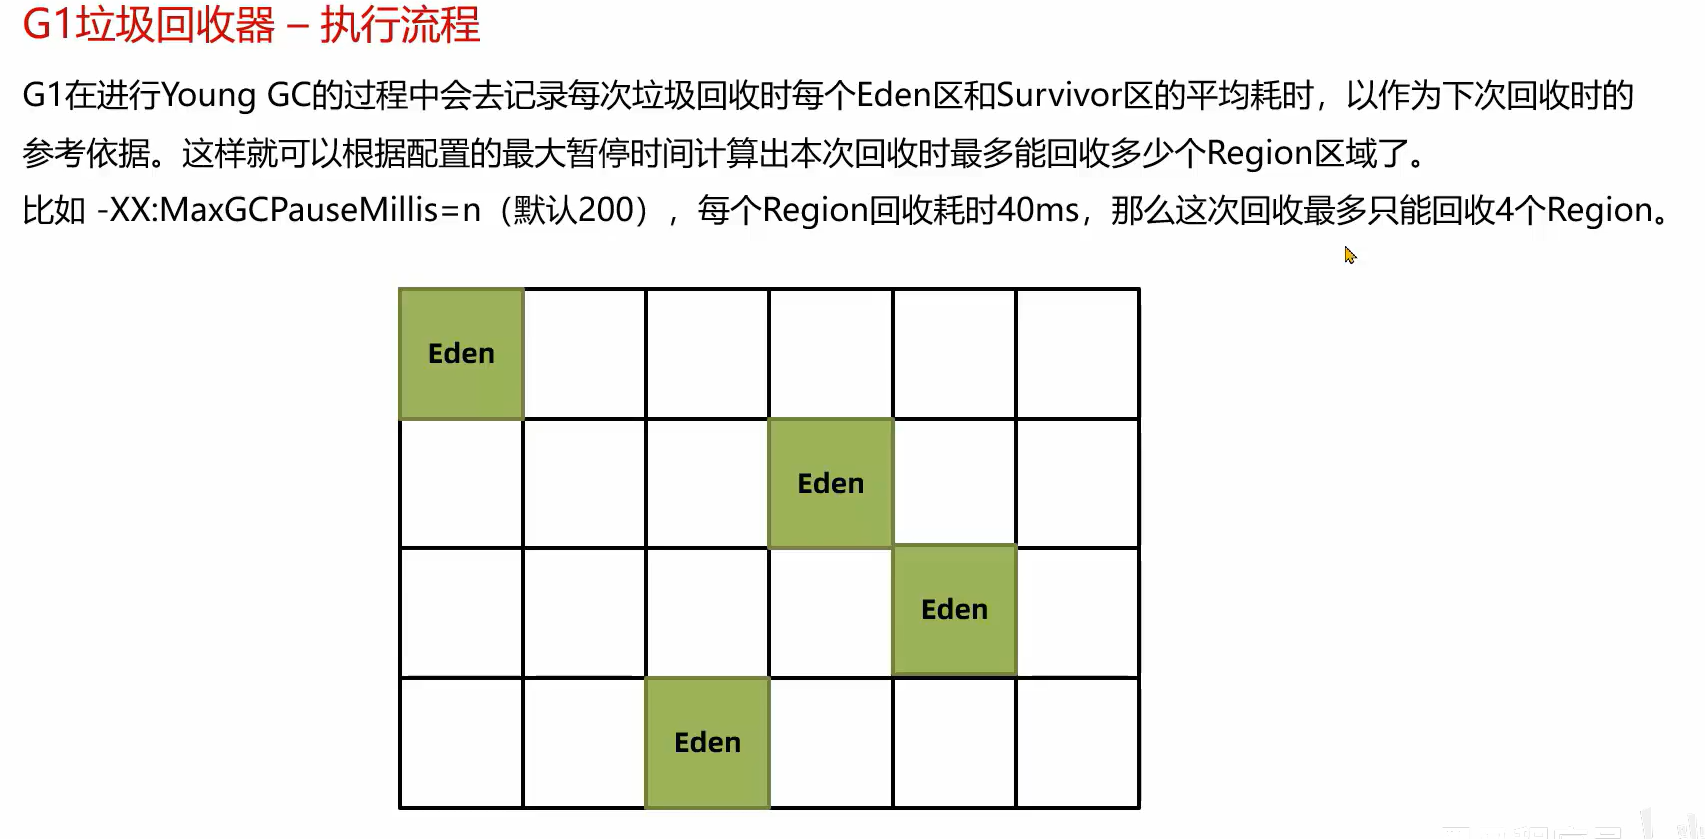 G1垃圾回收器 – 执行流程
G1在进行Young GC的过程中会去记录每次垃圾回收时每个Eden区和Survivor区的平均耗时，以作为下次回收时的
参考依据。这样就可以根据配置的最大暂停时间计算出本次回收时最多能回收多少个Region区域了。
比如 -XX:MaxGCPauseMillis=n（默认200），每个Region回收耗时40ms，那么这次回收最多只能回收4个Region。
Eden
Eden
Eden
Eden